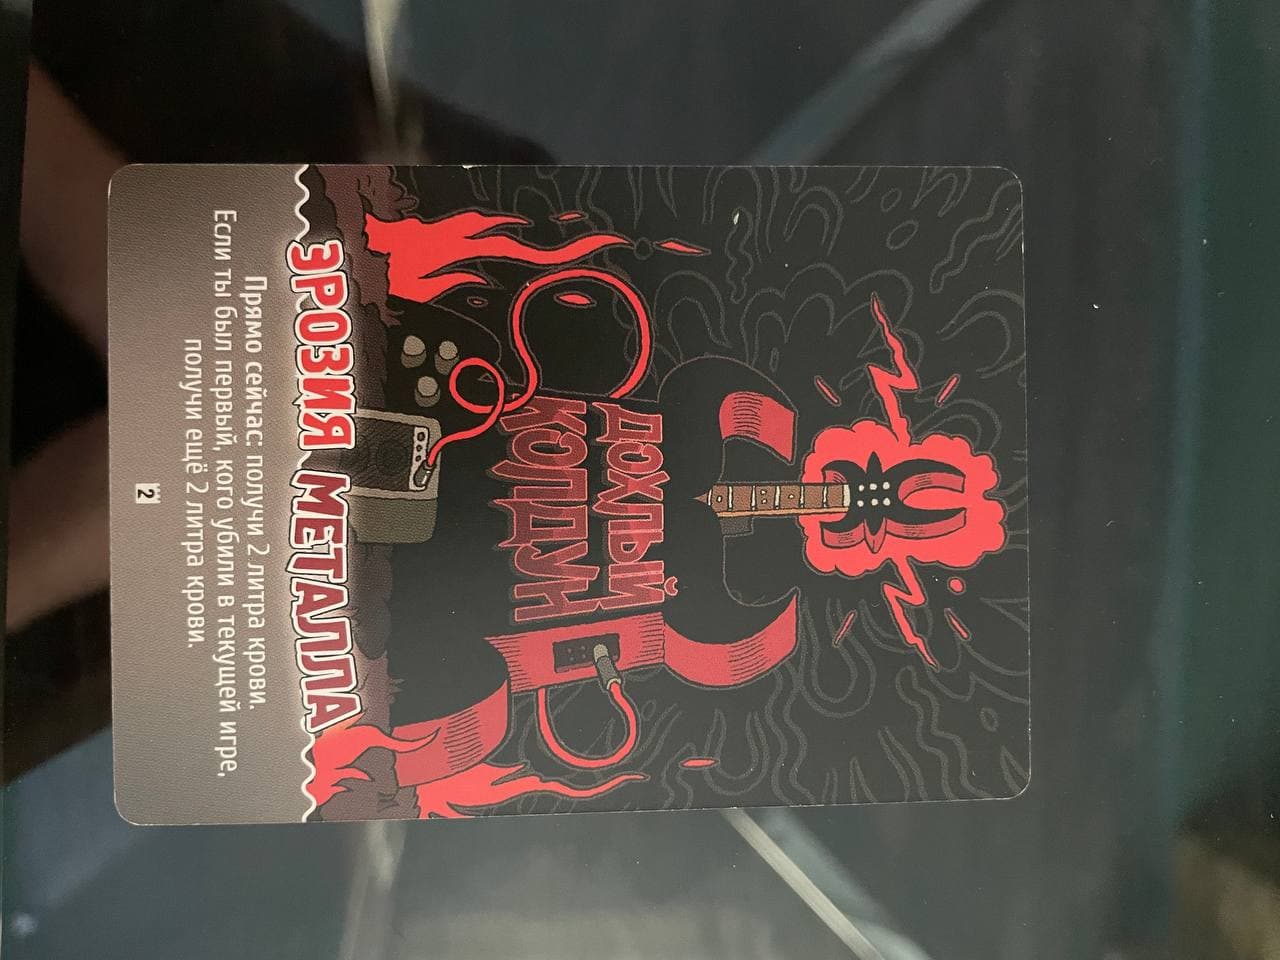 ДОХЛЫЙ
КОЛДУН
ЭРОЗИЯ МЕТАЛЛА
Прямо сейчас: получи 2 литра крови.
Если ты был первый, кого убили в текущей игре,
получи ещё 2 литра крови.
2